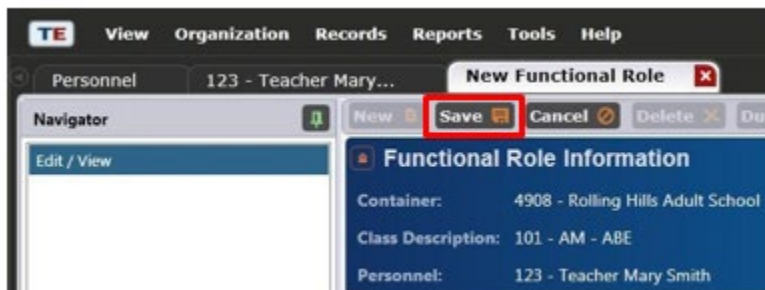 TE View Organization Records Reports Tools Help
Personnel 123 - Teacher Mary... New Functional Role
Navigator New Save Cancel Delete
Edit / View Functional Role Information
Container: 4908 - Rolling Hills Adult School
Class Description: 101 - AM - ABE
Personnel: 123 - Teacher Mary Smith